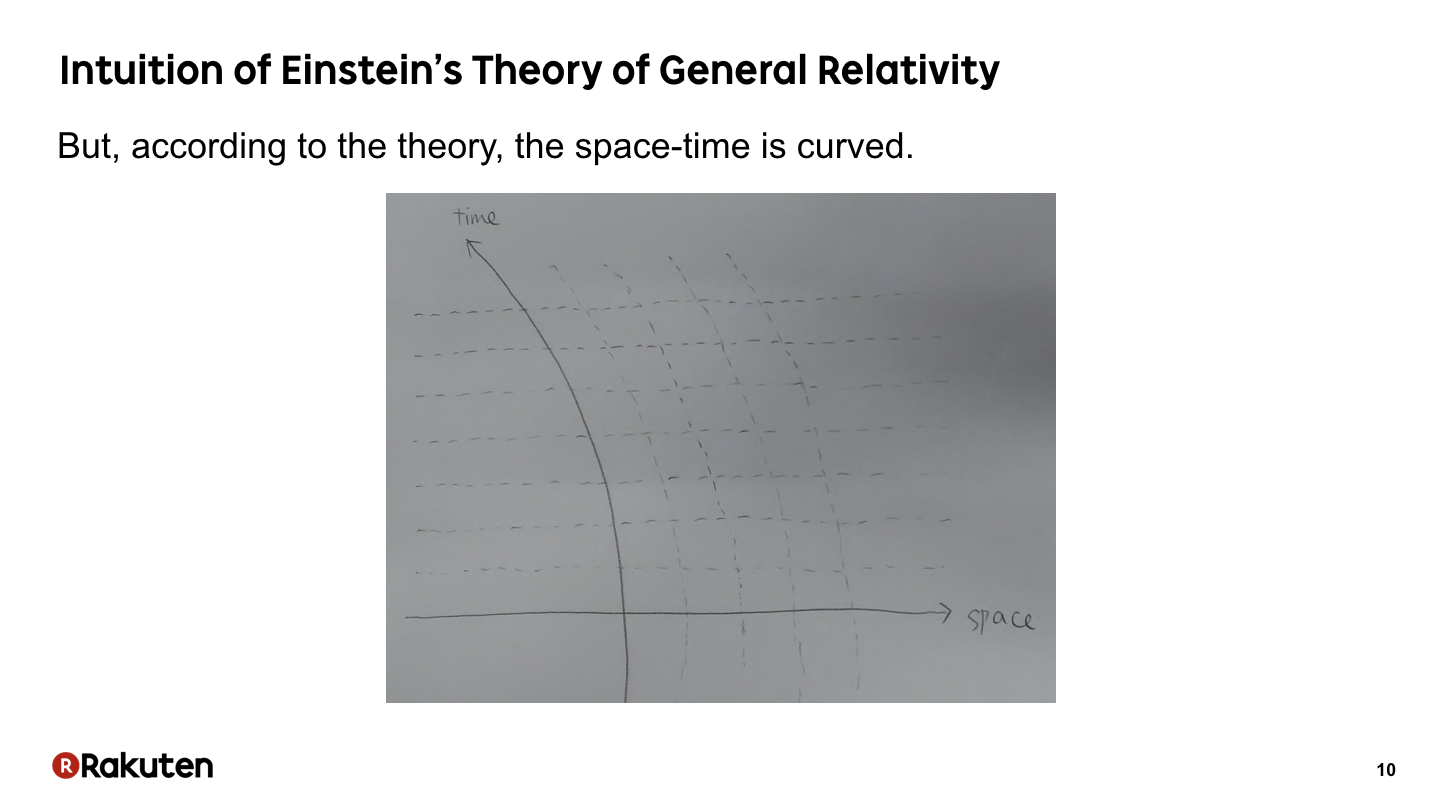 Intuition of Einstein’s Theory of General Relativity
But, according to the theory, the space-time is curved.
time
space
R Rakuten
10